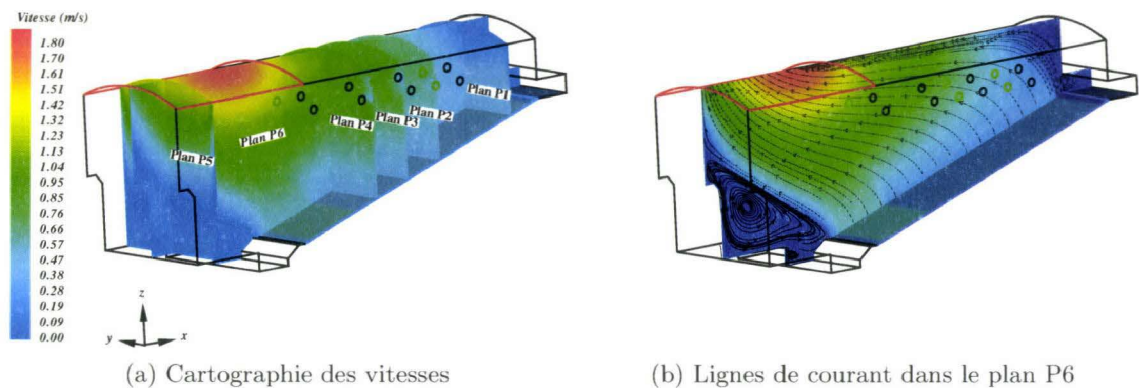 Vitesse (m/s)
1.80
1.70
1.61
1.51
1.42
1.32
1.23
1.13
1.04
0.95
0.85
0.76
0.66
0.57
0.47
0.38
0.28
0.19
0.09
0.00
Plan P1
Plan P2
Plan P3
Plan P4
Plan P6
Plan P5
z
y
x
(a) Cartographie des vitesses
(b) Lignes de courant dans le plan P6